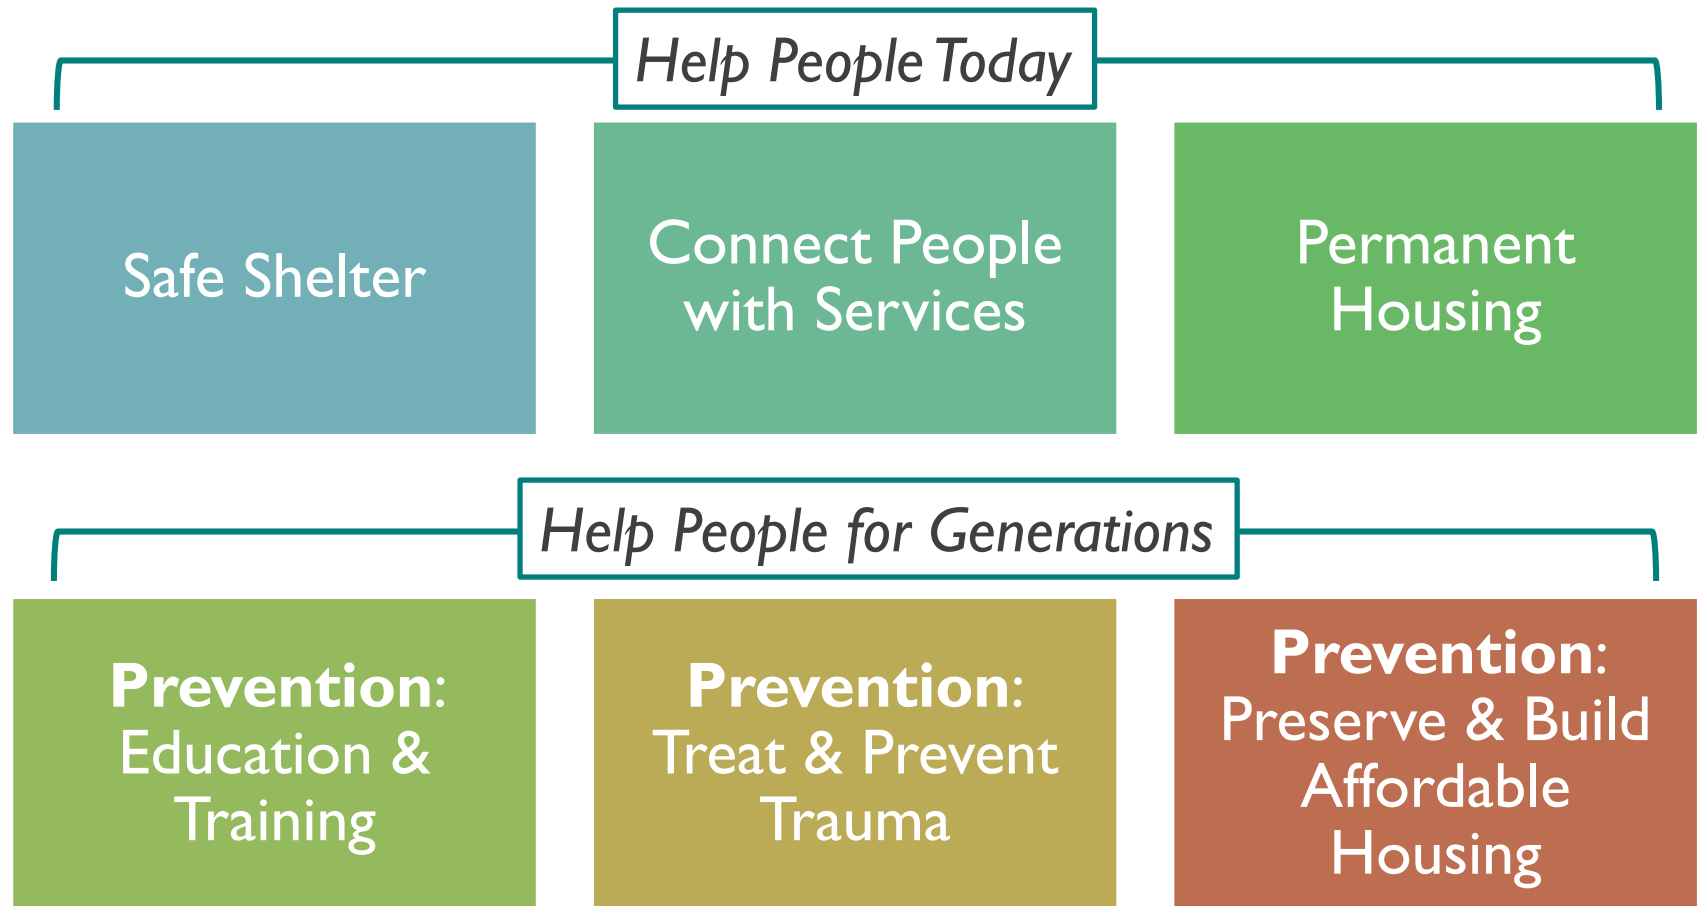 Help People Today
Safe Shelter
Connect People
with Services
Permanent
Housing
Help People for Generations
Prevention:
Education &
Training
Prevention:
Treat & Prevent
Trauma
Prevention:
Preserve & Build
Affordable
Housing